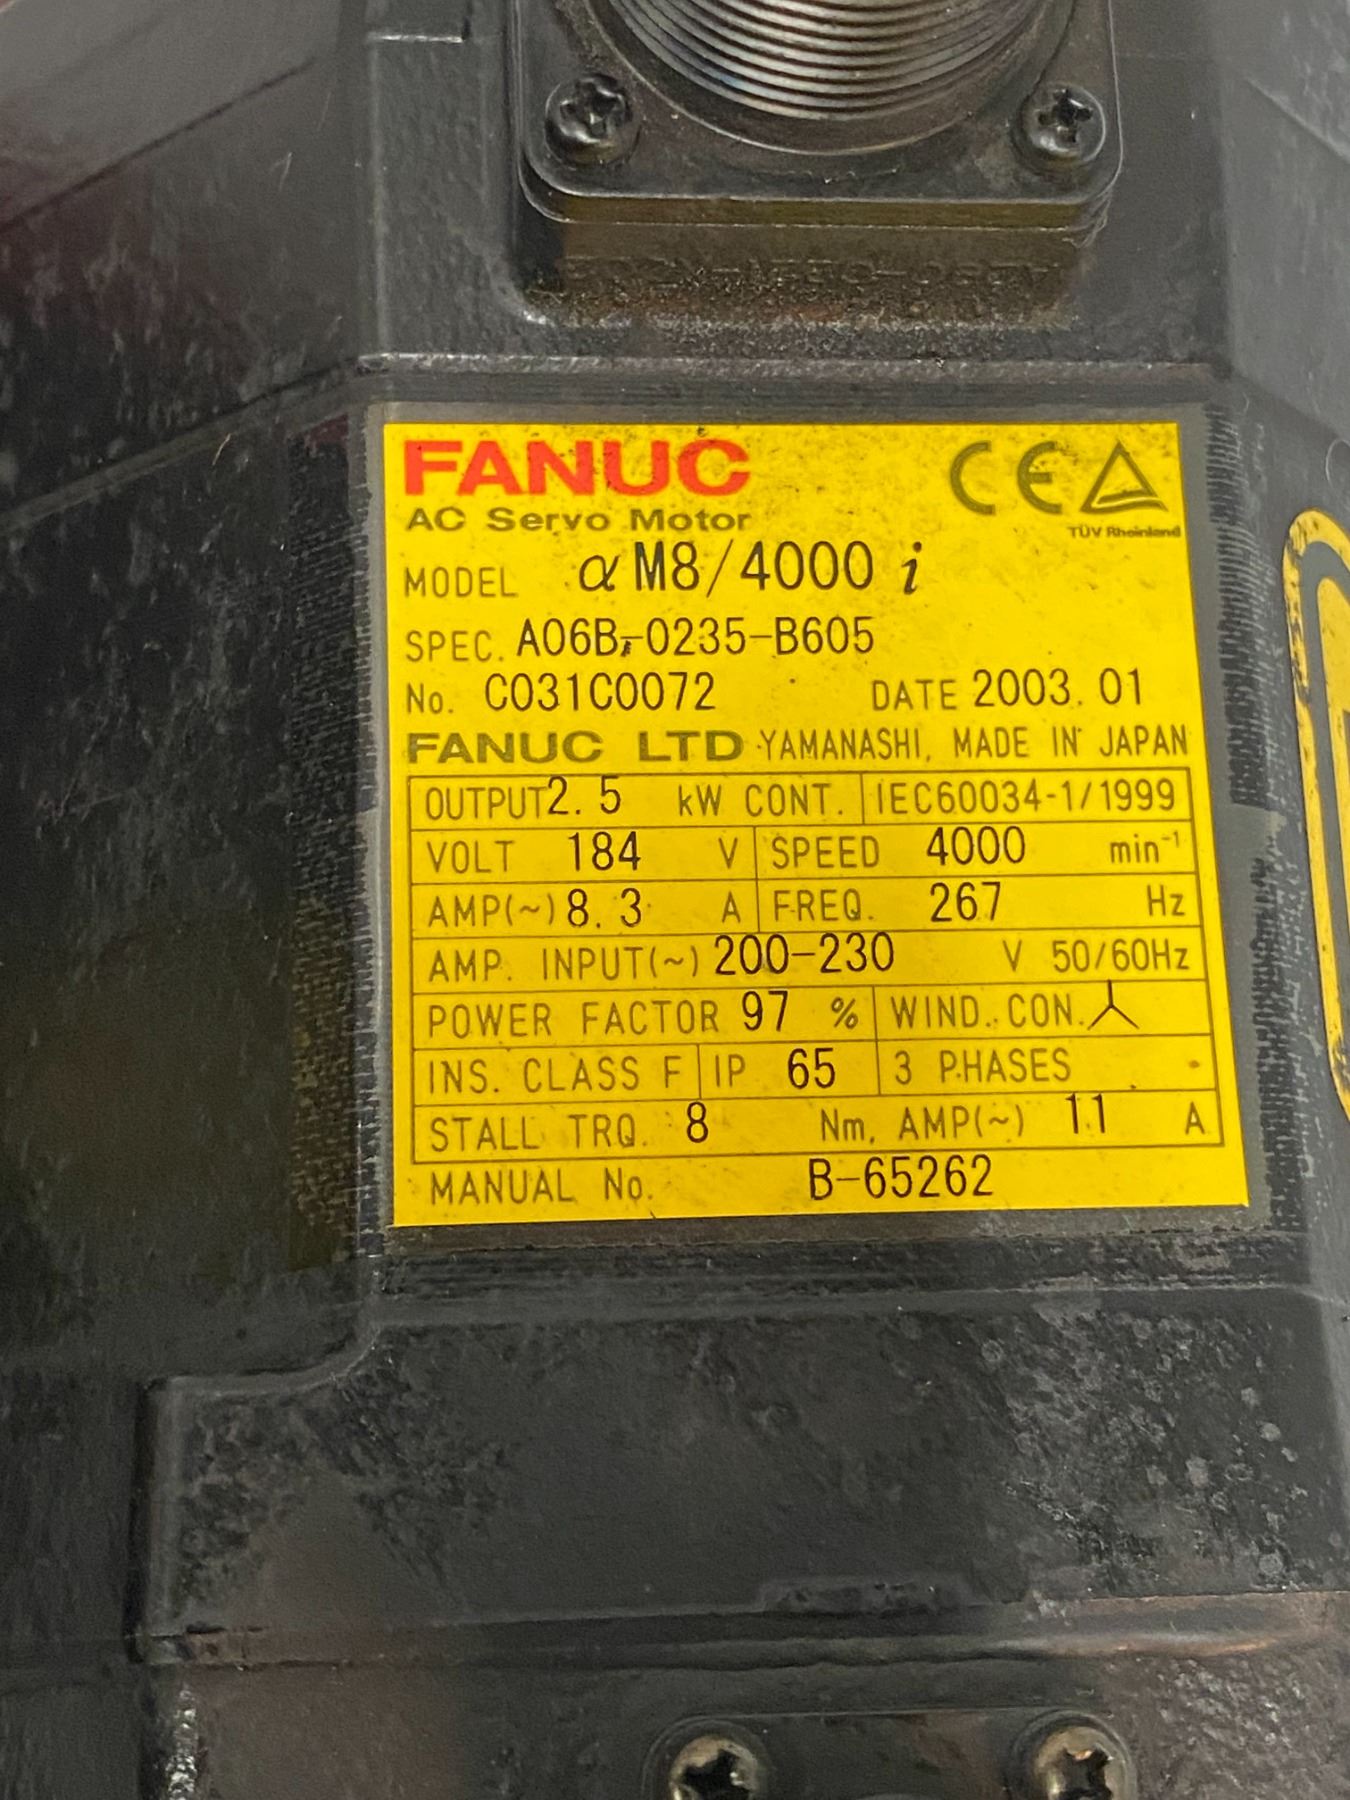 FANUC CE
AC Servo Motor TÜV Rheinland
MODEL αM8/4000 i
SPEC. A06B-0235-B605
No. C031C0072 DATE 2003.01
FANUC LTD YAMANASHI, MADE IN JAPAN
OUTPUT 2.5 kW CONT. IEC60034-1/1999
VOLT 184 V SPEED 4000 min⁻¹
AMP(~) 8.3 A FREQ. 267 Hz
AMP. INPUT(~) 200-230 V 50/60Hz
POWER FACTOR 97 % WIND. CON.
INS. CLASS F IP 65 3 PHASES
STALL TRQ. 8 Nm, AMP(~) 11 A
MANUAL No. B-65262